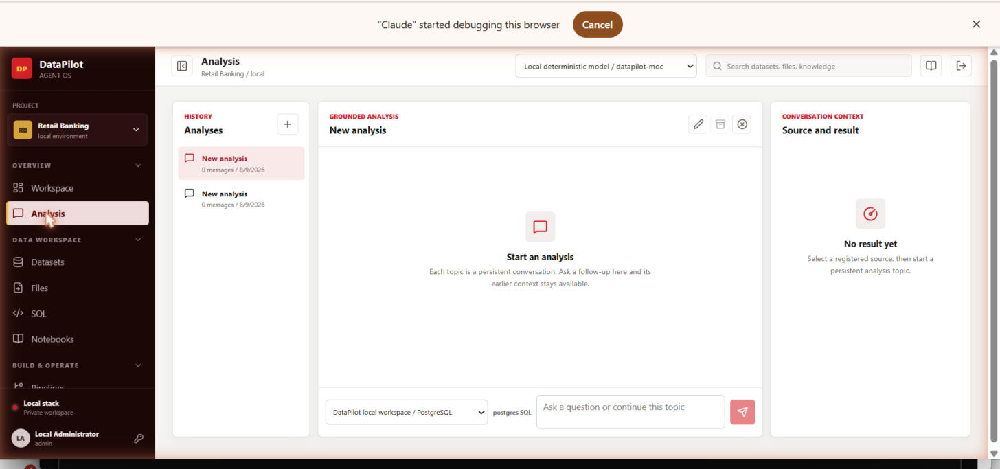 "Claude" started debugging this browser
Cancel
DP
DataPilot
AGENT OS
PROJECT
RB
Retail Banking
local environment
OVERVIEW
Workspace
Analysis
DATA WORKSPACE
Datasets
Files
SQL
Notebooks
BUILD & OPERATE
Pipelines
Local stack
Private workspace
LA
Local Administrator
admin
Analysis
Retail Banking / local
Local deterministic model / datapilot-moc
Search datasets, files, knowledge
HISTORY
Analyses
New analysis
0 messages / 8/9/2026
New analysis
0 messages / 8/9/2026
GROUNDED ANALYSIS
New analysis
Start an analysis
Each topic is a persistent conversation. Ask a follow-up here and its
earlier context stays available.
DataPilot local workspace / PostgreSQL
postgres SQL
Ask a question or continue this topic
CONVERSATION CONTEXT
Source and result
No result yet
Select a registered source, then start a
persistent analysis topic.